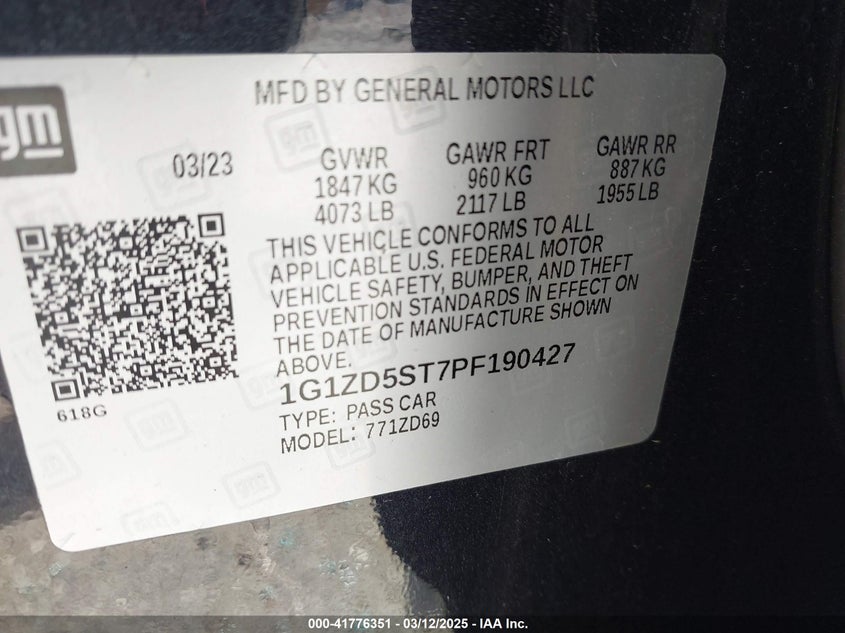 MFD BY GENERAL MOTORS LLC
gm
03/23
GVWR
1847 KG
4073 LB
GAWR FRT
960 KG
2117 LB
GAWR RR
887 KG
1955 LB
THIS VEHICLE CONFORMS TO ALL
APPLICABLE U.S. FEDERAL MOTOR
VEHICLE SAFETY, BUMPER, AND THEFT
PREVENTION STANDARDS IN EFFECT ON
THE DATE OF MANUFACTURE SHOWN
ABOVE.
1G1ZD5ST7PF190427
618G
TYPE: PASS CAR
MODEL: 771ZD69
000-41776351 — 03/12/2025 — IAA Inc.